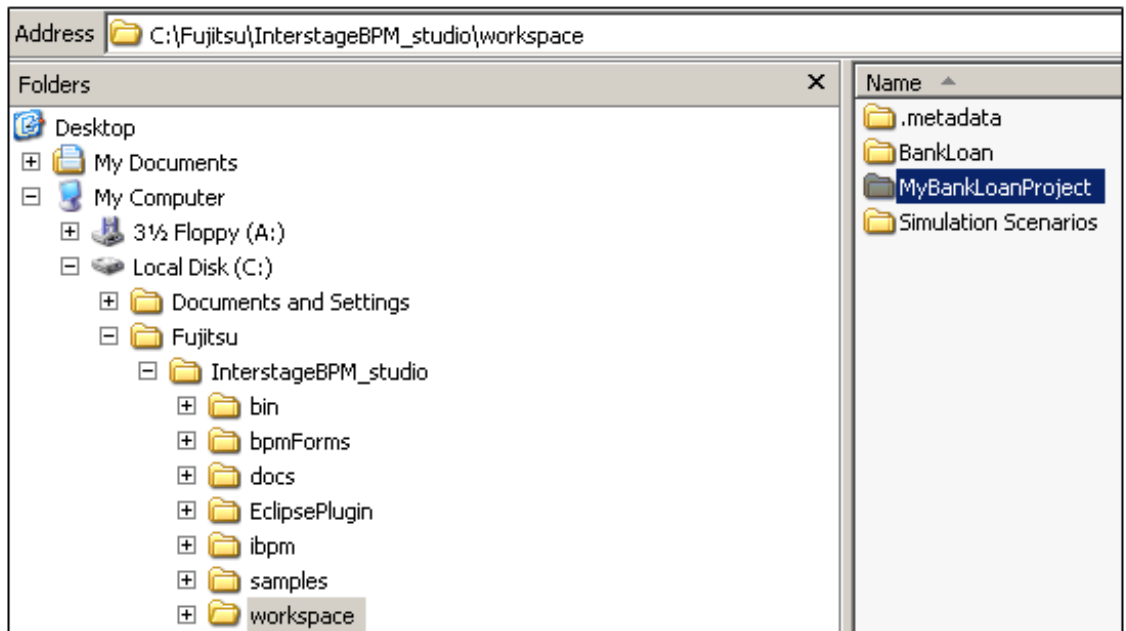 Address C:\Fujitsu\InterstageBPM_studio\workspace
Folders
Desktop
My Documents
My Computer
3½ Floppy (A:)
Local Disk (C:)
Documents and Settings
Fujitsu
InterstageBPM_studio
bin
bpmForms
docs
EclipsePlugin
ibpm
samples
workspace
Name
.metadata
BankLoan
MyBankLoanProject
Simulation Scenarios